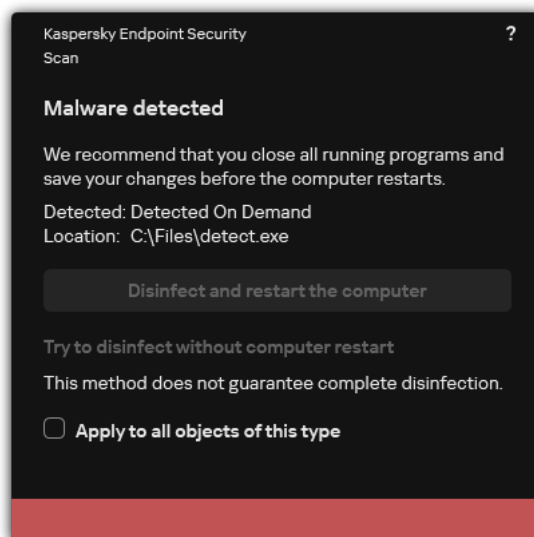 Kaspersky Endpoint Security ?
Scan
Malware detected
We recommend that you close all running programs and
save your changes before the computer restarts.
Detected: Detected On Demand
Location: C:\Files\detect.exe
Disinfect and restart the computer
Try to disinfect without computer restart
This method does not guarantee complete disinfection.
Apply to all objects of this type